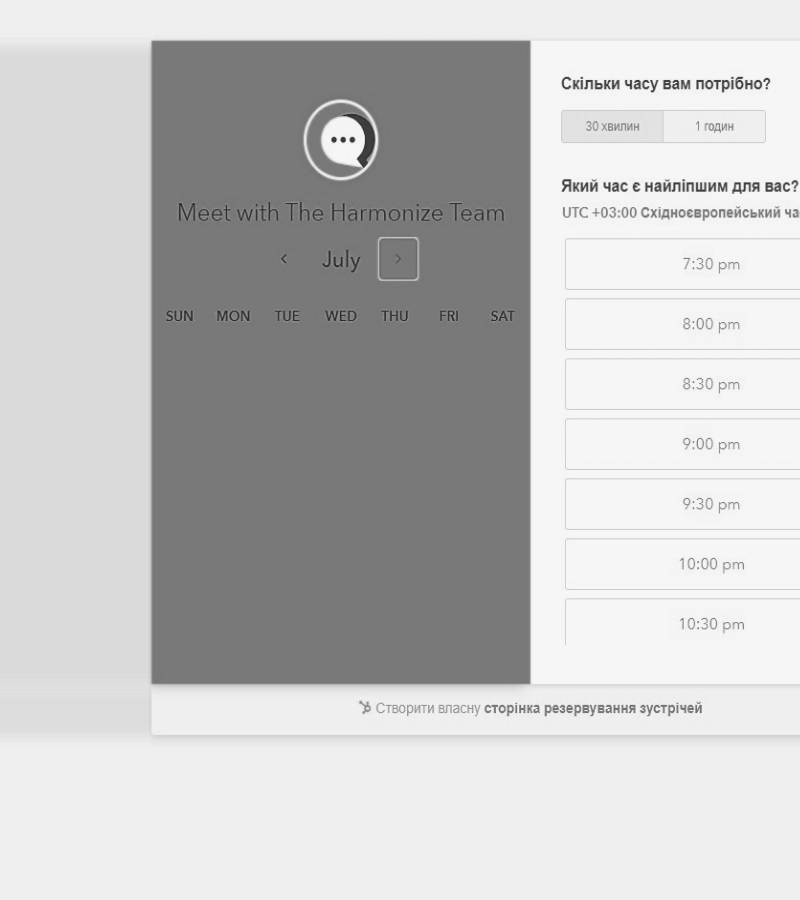 Meet with The Harmonize Team
July
SUN MON TUE WED THU FRI SAT
Скільки часу вам потрібно?
30 хвилин 1 годин
Який час є найліпшим для вас?
UTC +03:00 Східноєвропейський
7:30 pm
8:00 pm
8:30 pm
9:00 pm
9:30 pm
10:00 pm
10:30 pm
Створити власну сторінка резервування зустрічей